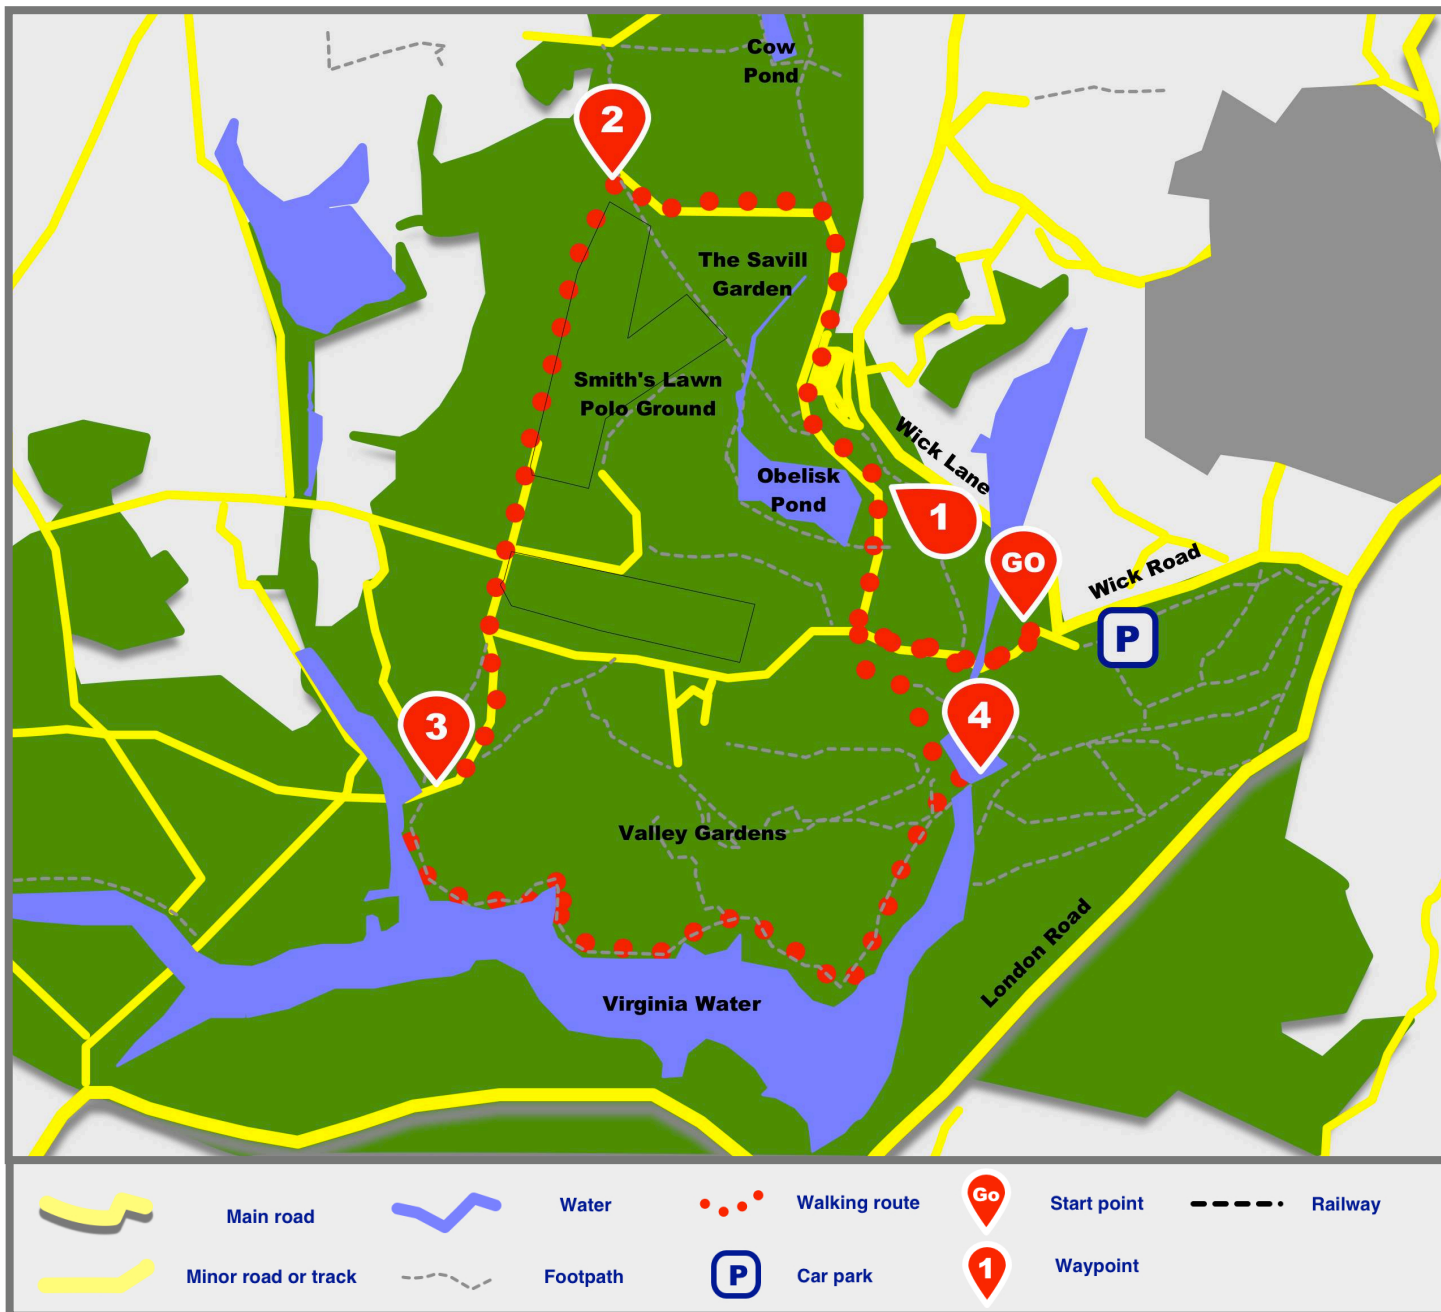 Cow
Pond
2
The Savill
Garden
Smith's Lawn
Polo Ground
Wick Lane
Obelisk
Pond
1
GO
Wick Road
P
3
4
Valley Gardens
London Road
Virginia Water
Main road
Water
Walking route
Go
Start point
Railway
Minor road or track
Footpath
P
Car park
1
Waypoint